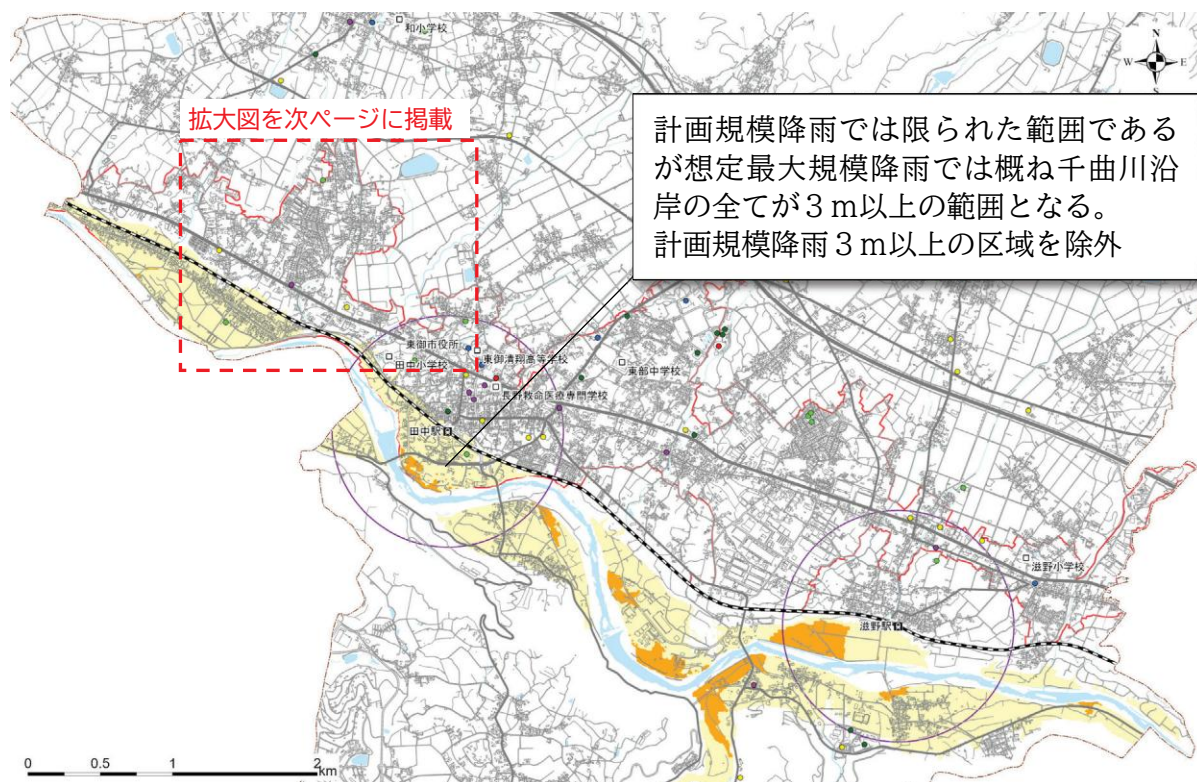 和小学校
N
W
E
S
拡大図を次ページに掲載
計画規模降雨では限られた範囲である
が想定最大規模降雨では概ね千曲川沿
岸の全てが3m以上の範囲となる。
計画規模降雨3m以上の区域を除外
東御市役所
田中小学校
東御清翔高等学校
東部中学校
長野救命医療専門学校
田中駅
滋野小学校
滋野駅
0 0.5 1 2
km